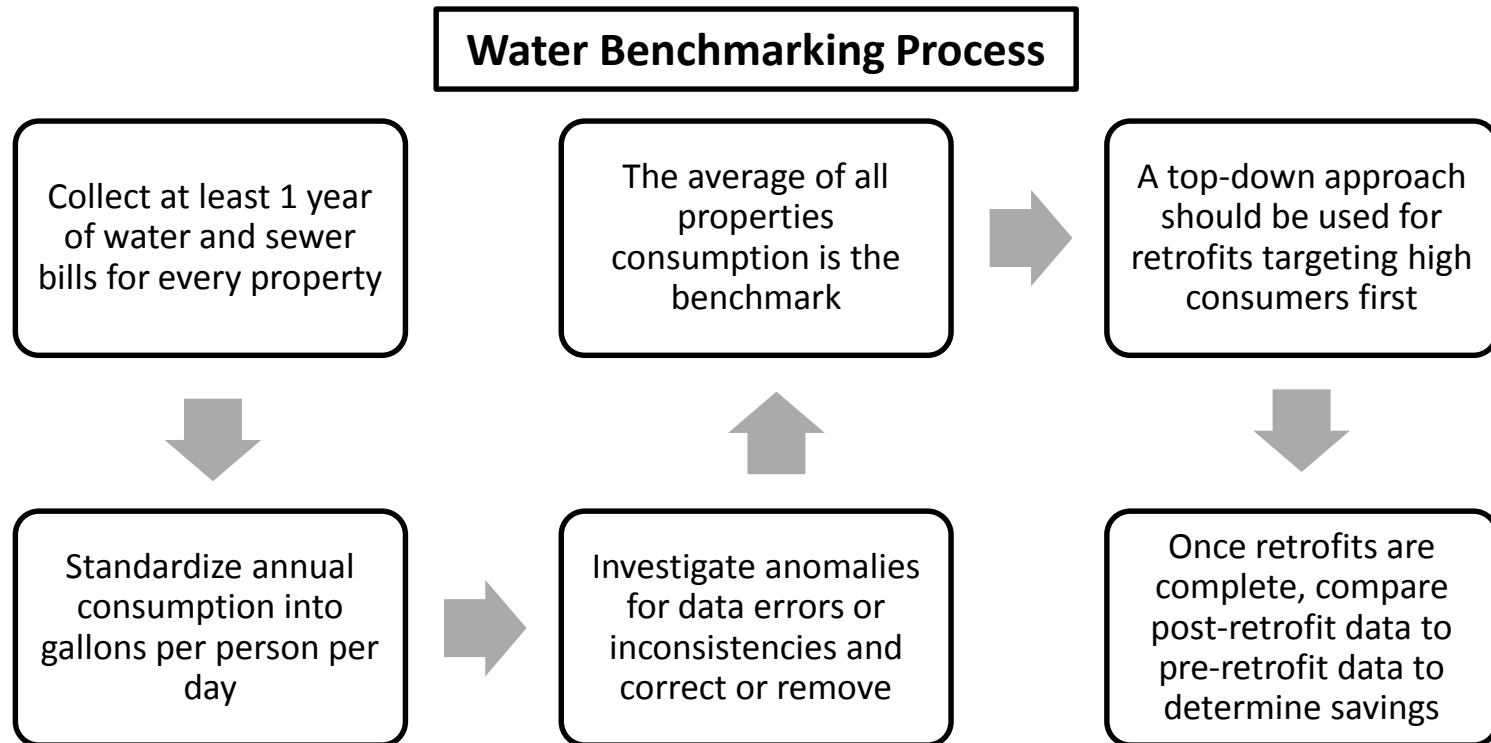 Water Benchmarking Process
Collect at least 1 year
of water and sewer
bills for every property
Standardize annual
consumption into
gallons per person per
day
Investigate anomalies
for data errors or
inconsistencies and
correct or remove
The average of all
properties
consumption is the
benchmark
A top-down approach
should be used for
retrofits targeting high
consumers first
Once retrofits are
complete, compare
post-retrofit data to
pre-retrofit data to
determine savings